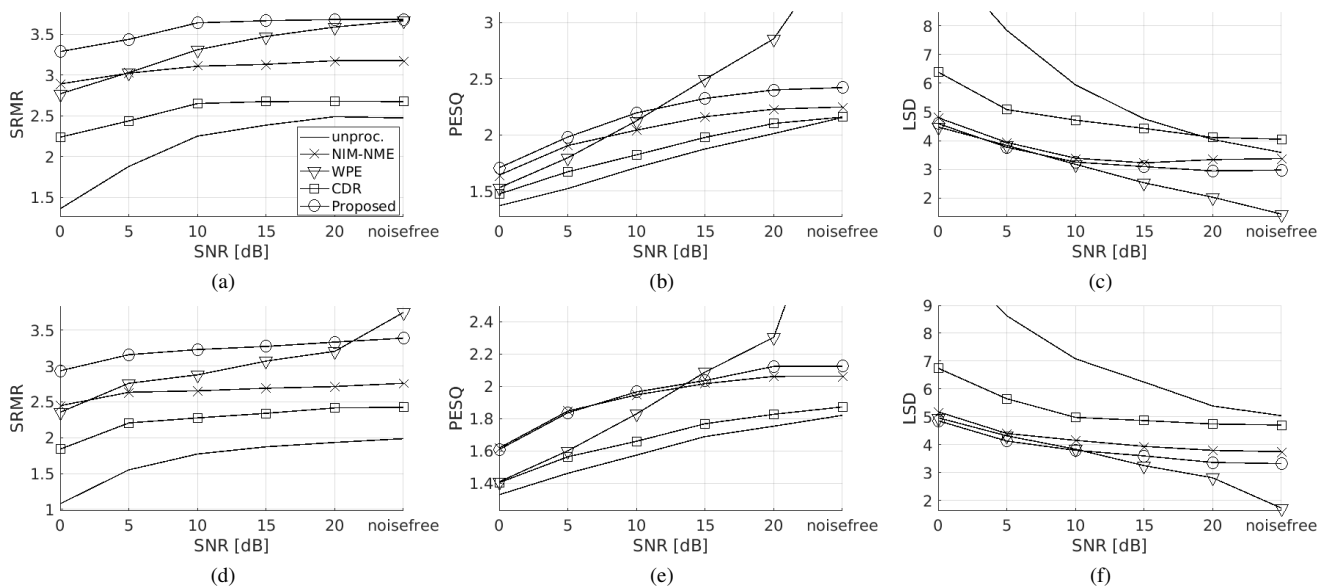 3.5
3
2.5
2
1.5
SRMR
unproc.
NIM-NME
WPE
CDR
Proposed
0 5 10 15 20 noisefree
SNR [dB]
(a)
3
2.5
2
1.5
PESQ
0 5 10 15 20 noisefree
SNR [dB]
(b)
8
7
6
5
4
3
2
LSD
0 5 10 15 20 noisefree
SNR [dB]
(c)
3.5
3
2.5
2
1.5
1
SRMR
0 5 10 15 20 noisefree
SNR [dB]
(d)
2.4
2.2
2
1.8
1.6
1.4
PESQ
0 5 10 15 20 noisefree
SNR [dB]
(e)
9
8
7
6
5
4
3
2
LSD
0 5 10 15 20 noisefree
SNR [dB]
(f)